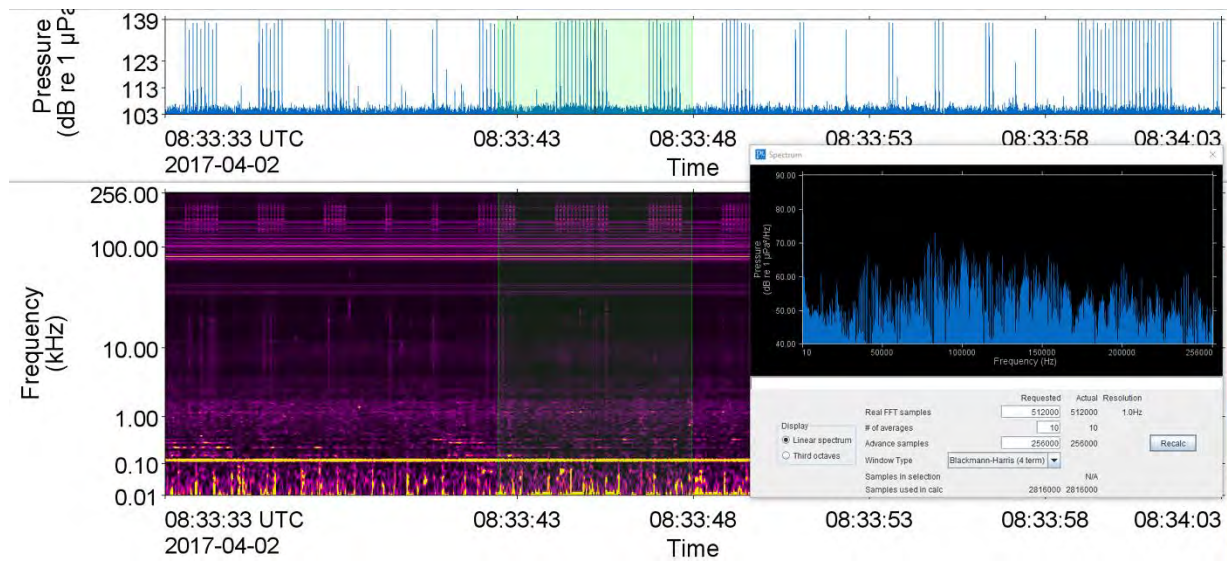 139
123
113
103
Pressure
(dB re 1 µPa
08:33:33 UTC
08:33:43
08:33:48
08:33:53
08:33:58
08:34:03
2017-04-02
Time
256.00
100.00
10.00
1.00
0.10
0.01
Frequency
(kHz)
08:33:33 UTC
08:33:43
08:33:48
08:33:53
08:33:58
08:34:03
2017-04-02
Time
Spectrum
90.00
80.00
70.00
60.00
50.00
40.00
Pressure
(dB re 1 µPa²/Hz)
10
50000
100000
150000
200000
256000
Frequency (Hz)
Requested Actual Resolution
Real FFT samples 512000 512000 1.0Hz
Display
# of averages 10 10
Linear spectrum
Advance samples 256000 256000
Recalc
Third octaves
Window Type Blackmann-Harris (4 term)
Samples in selection N/A
Samples used in calc 2816000 2816000